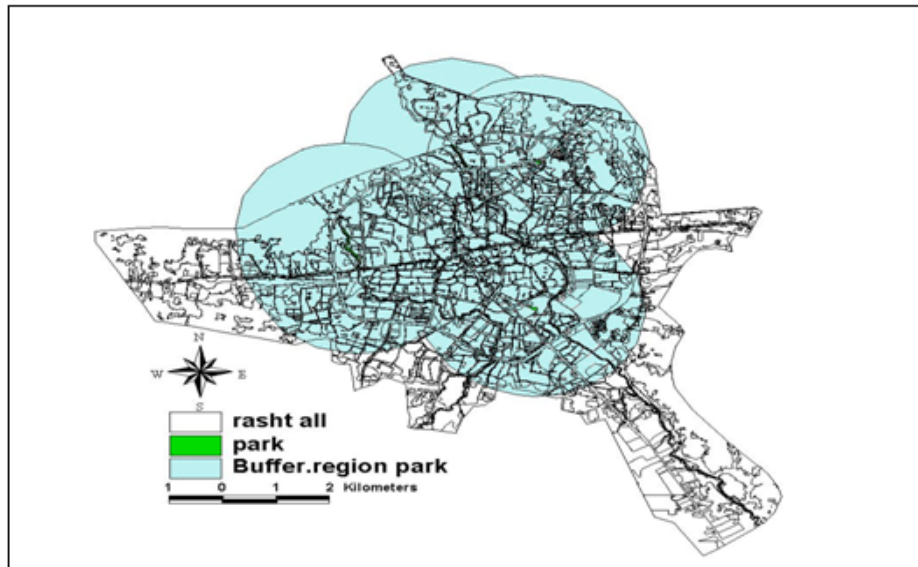 N
W E
S
rasht all
park
Buffer.region park
1 0 1 2 Kilometers